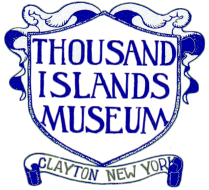 THOUSAND
ISLANDS
MUSEUM
CLAYTON NEW YORK